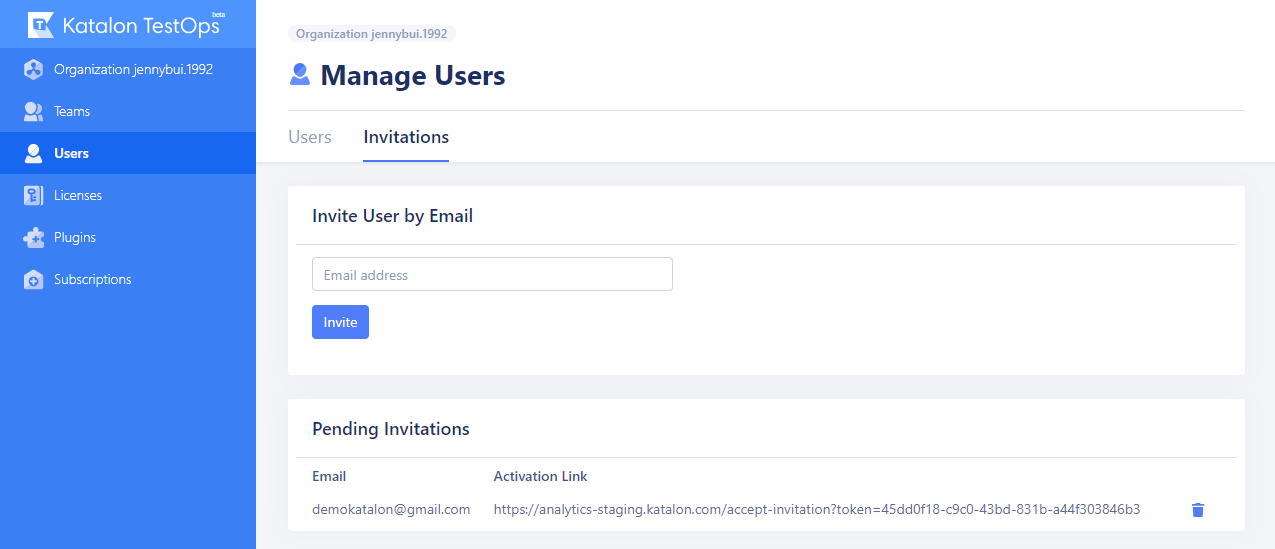 Katalon TestOps beta
Organization jennybui.1992
Teams
Users
Licenses
Plugins
Subscriptions
Organization jennybui.1992
Manage Users
Users Invitations
Invite User by Email
Email address
Invite
Pending Invitations
Email Activation Link
demokatalon@gmail.com https://analytics-staging.katalon.com/accept-invitation?token=45dd0f18-c9c0-43bd-831b-a44f303846b3